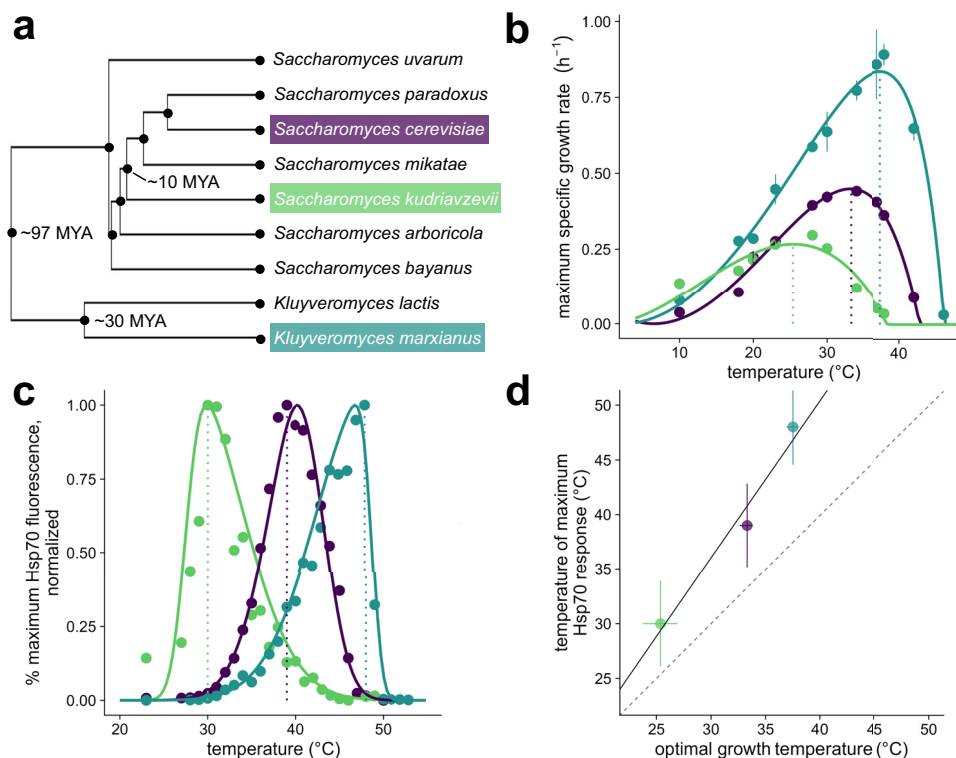 a
Saccharomyces uvarum
Saccharomyces paradoxus
Saccharomyces cerevisiae
Saccharomyces mikatae
~10 MYA
Saccharomyces kudriavzevii
~97 MYA
Saccharomyces arboricola
Saccharomyces bayanus
Kluyveromyces lactis
~30 MYA
Kluyveromyces marxianus
b
maximum specific growth rate (h⁻¹)
1.00
0.75
0.50
0.25
0.00
10 20 30 40
temperature (°C)
c
% maximum Hsp70 fluorescence,
normalized
1.00
0.75
0.50
0.25
0.00
20 30 40 50
temperature (°C)
d
temperature of maximum
Hsp70 response (°C)
50
45
40
35
30
25
25 30 35 40 45 50
optimal growth temperature (°C)